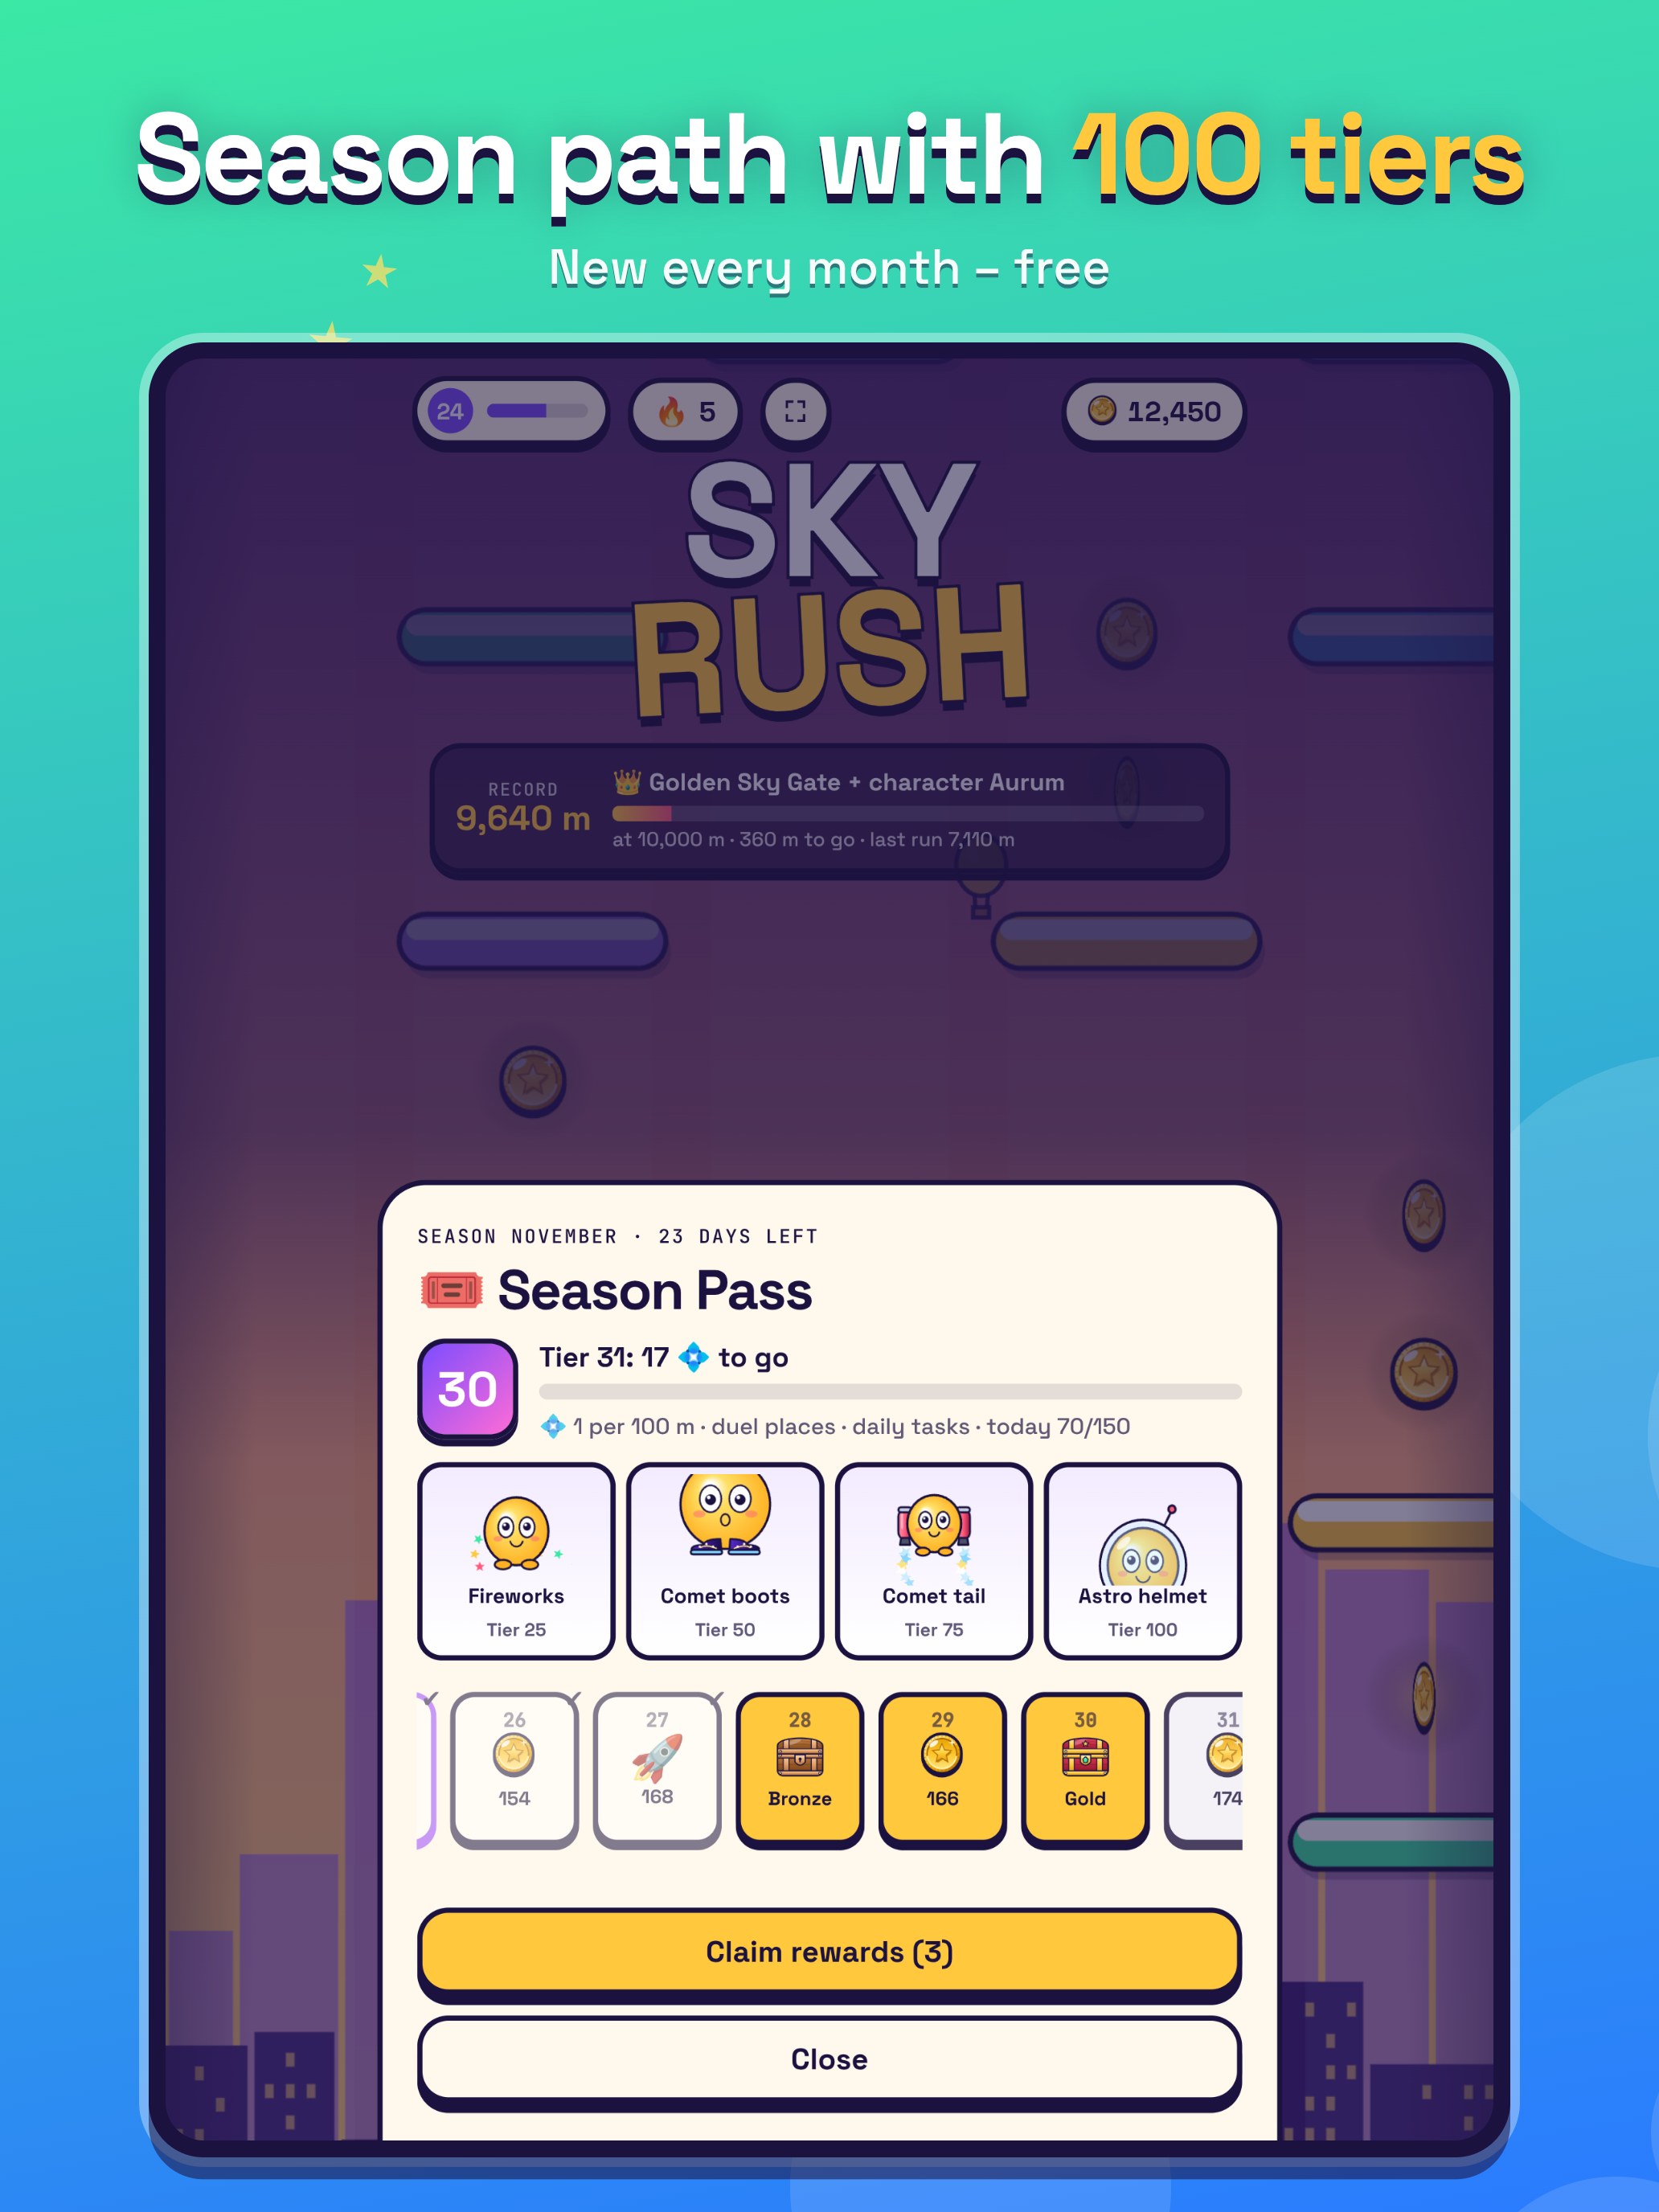 Season path with 100 tiers
New every month – free
24
🔥 5
12,450
SKY
RUSH
RECORD
9,640 m
👑 Golden Sky Gate + character Aurum
at 10,000 m · 360 m to go · last run 7,110 m
SEASON NOVEMBER · 23 DAYS LEFT
🎟️ Season Pass
30
Tier 31: 17 💠 to go
💠 1 per 100 m · duel places · daily tasks · today 70/150
Fireworks
Tier 25
Comet boots
Tier 50
Comet tail
Tier 75
Astro helmet
Tier 100
✓
26
154
✓
27
168
✓
28
Bronze
29
166
30
Gold
31
174
Claim rewards (3)
Close